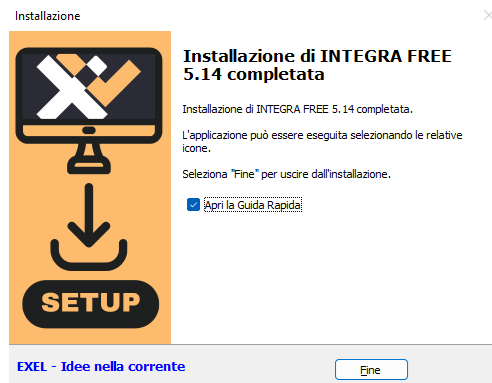 Installazione
Installazione di INTEGRA FREE
5.14 completata
Installazione di INTEGRA FREE 5.14 completata.
L'applicazione può essere eseguita selezionando le relative
icone.
Seleziona "Fine" per uscire dall'installazione.
Apri la Guida Rapida
SETUP
EXEL - Idee nella corrente
Fine